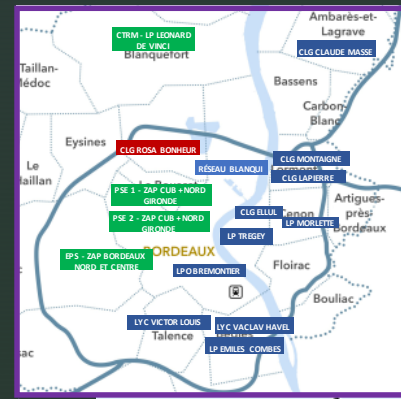 Ambarès-et-
Lagrave
CTRM - LP LEONARD
DE VINCI
Blanquefort
CLG CLAUDE MASSE
Taillan-
Médoc
Bassens
Carbon
Blanc
Eysines
CLG ROSA BONHEUR
CLG MONTAIGNE
Le
Haillan
RÉSEAU BLANQUI
CLG LAPIERRE
PSE 1 - ZAP CUB +NORD
GIRONDE
Artigues-
près-
Bordeaux
CLG ELLUL
Cenon
PSE 2 - ZAP CUB +NORD
GIRONDE
LP MORLETTE
LP TREGEY
BORDEAUX
EPS - ZAP BORDEAUX
NORD ET CENTRE
LPO BREMONTIER
Floirac
Bouliac
LYC VICTOR LOUIS
LYC VACLAV HAVEL
Talence
LP EMILES COMBES
sac